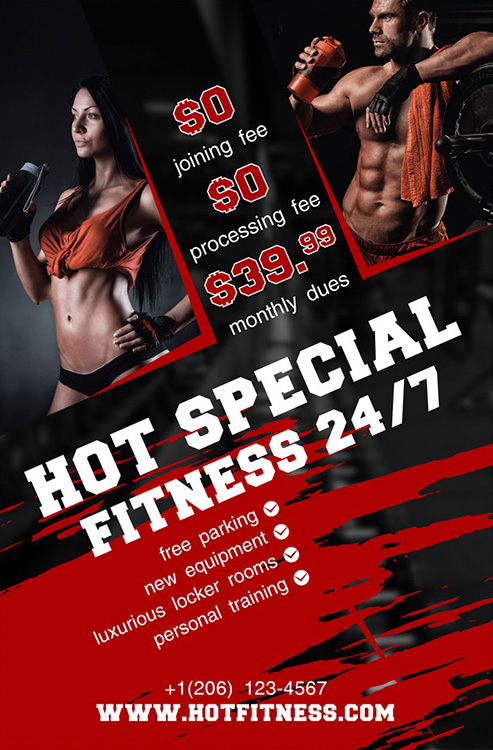 $0
joining fee
$0
processing fee
$39.99
monthly dues
HOT SPECIAL
FITNESS 24/7
free parking
new equipment
luxurious locker rooms
personal training
+1(206) 123-4567
WWW.HOTFITNESS.COM